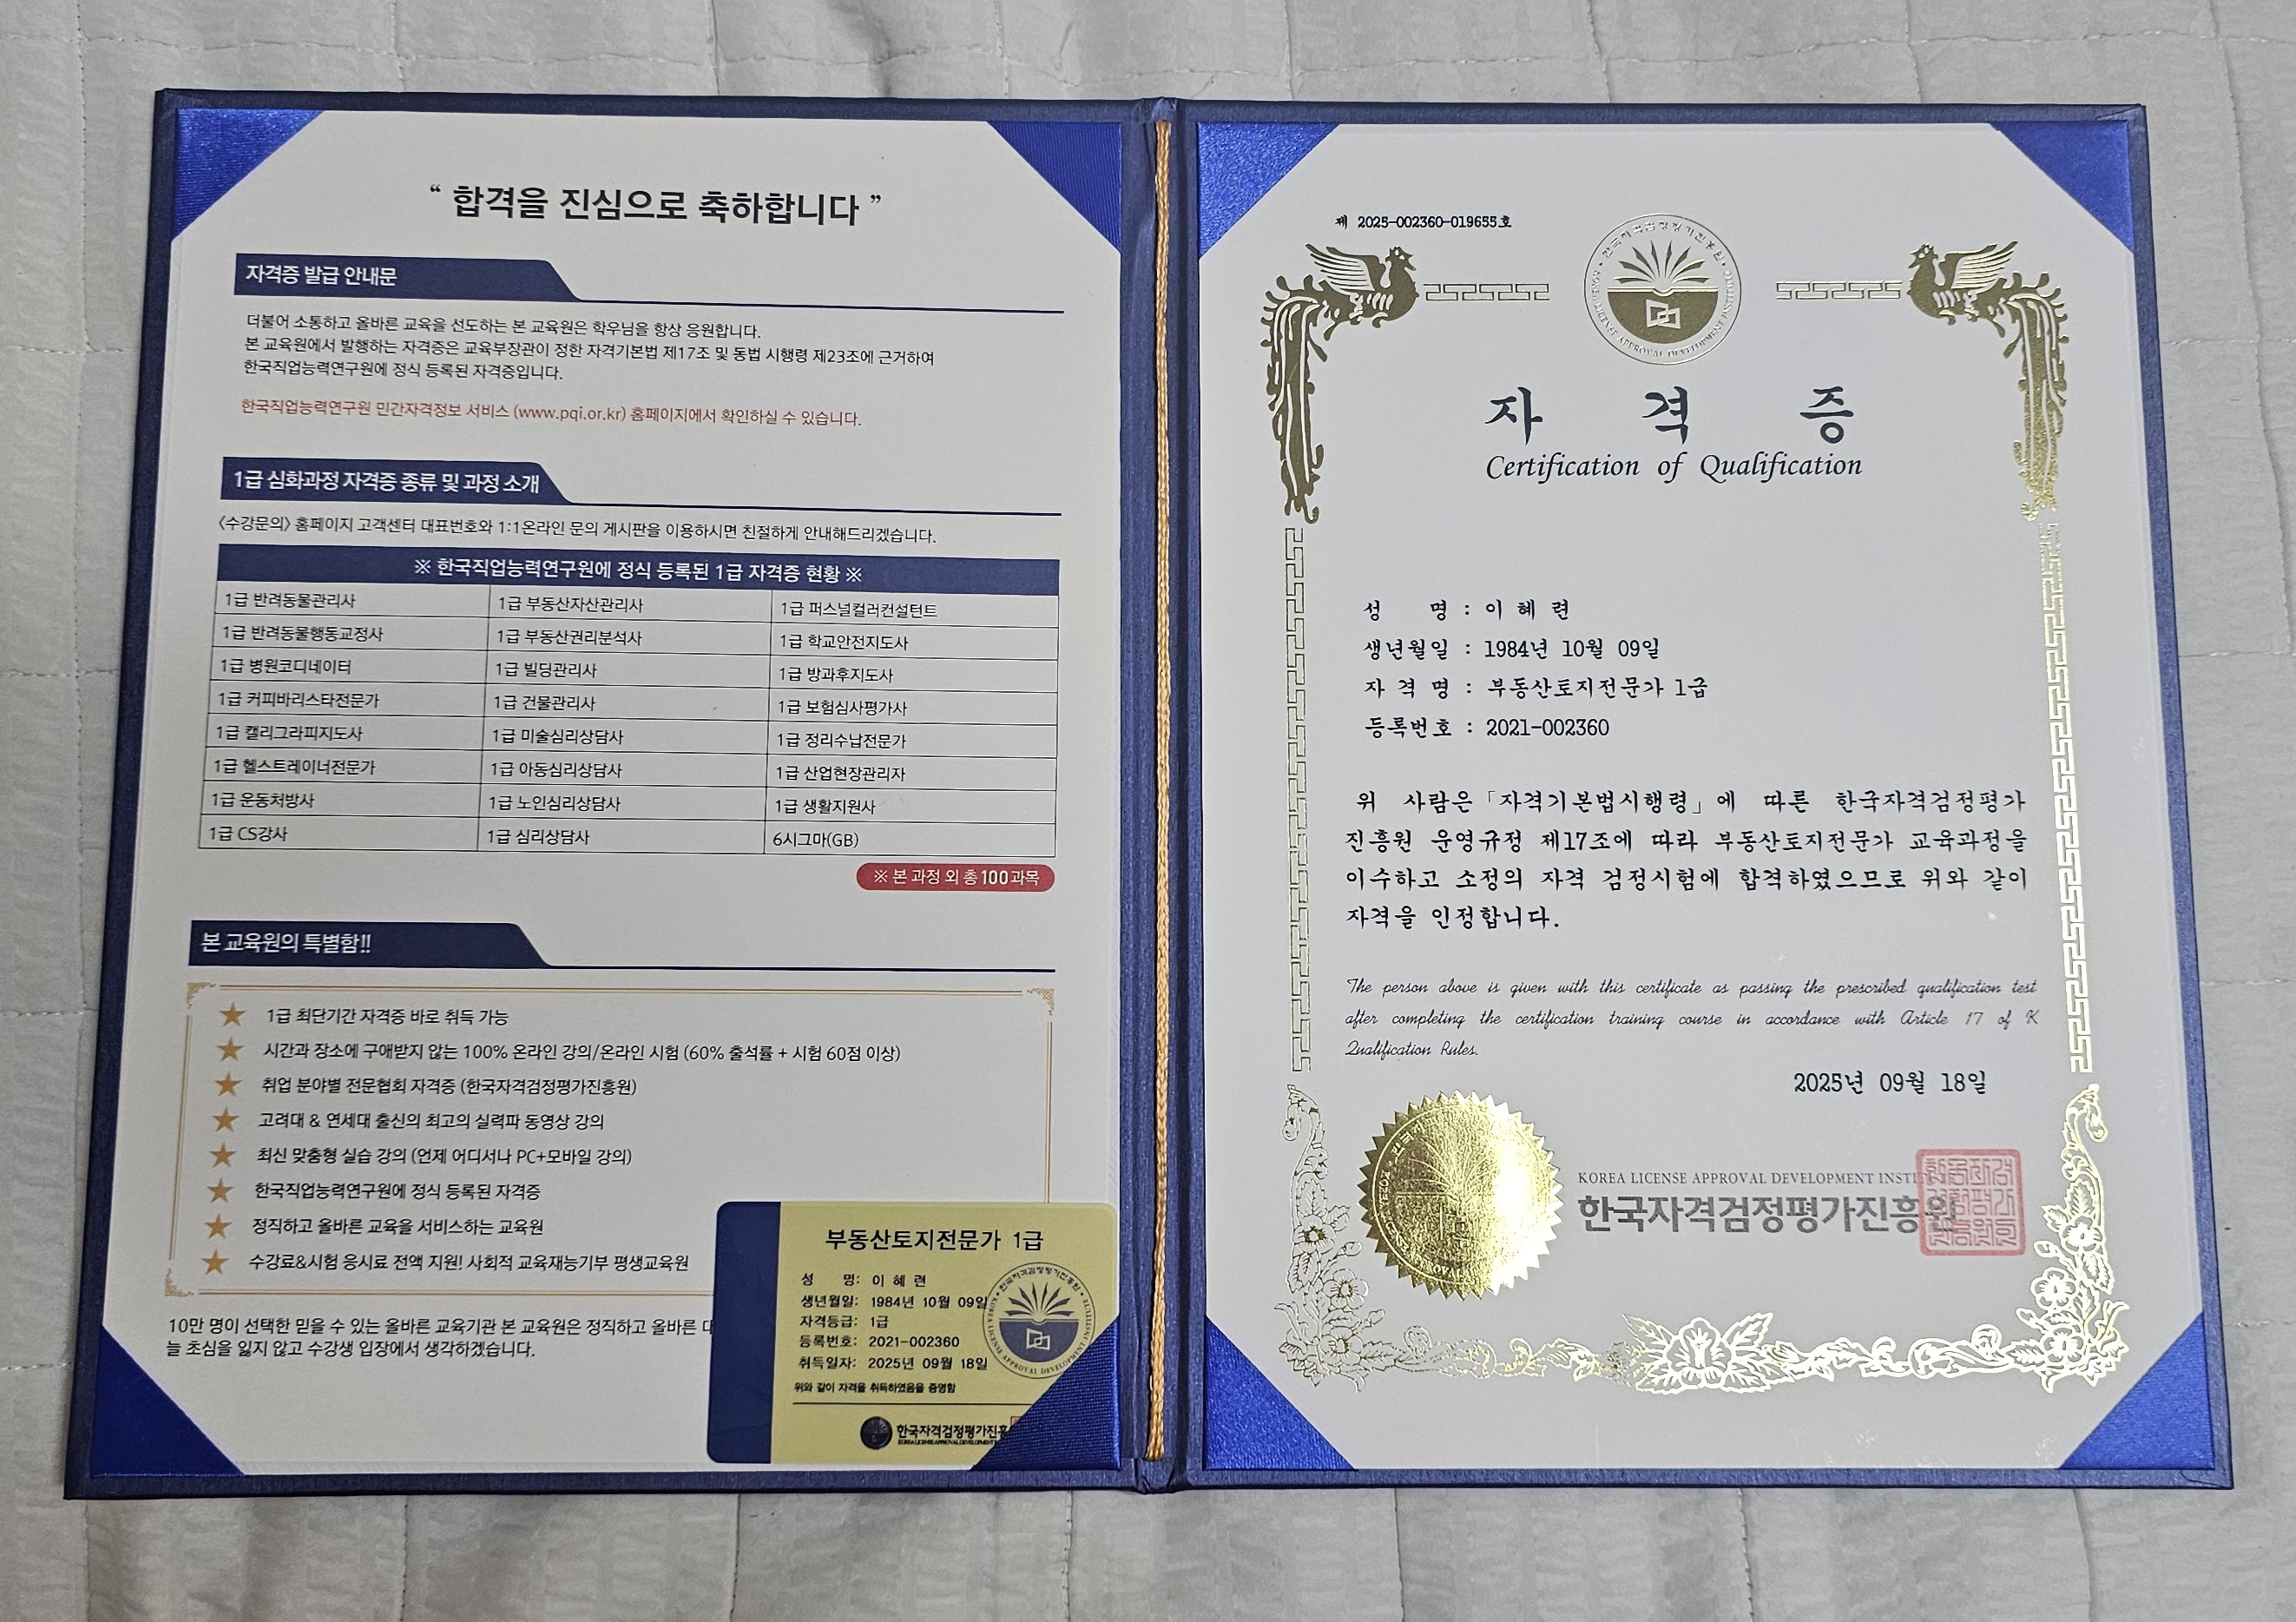 “ 합격을 진심으로 축하합니다 ”
자격증 발급 안내문
더불어 소통하고 올바른 교육을 선도하는 본 교육원은 학우님을 항상 응원합니다.
본 교육원에서 발행하는 자격증은 교육부장관이 정한 자격기본법 제17조 및 동법 시행령 제23조에 근거하여
한국직업능력연구원에 정식 등록된 자격증입니다.
한국직업능력연구원 민간자격정보 서비스 (www.pqi.or.kr) 홈페이지에서 확인하실 수 있습니다.
1급 심화과정 자격증 종류 및 과정 소개
<수강문의> 홈페이지 고객센터 대표번호와 1:1온라인 문의 게시판을 이용하시면 친절하게 안내해드리겠습니다.
※ 한국직업능력연구원에 정식 등록된 1급 자격증 현황 ※
1급 반려동물관리사 1급 부동산자산관리사 1급 퍼스널컬러컨설턴트
1급 반려동물행동교정사 1급 부동산권리분석사 1급 학교안전지도사
1급 병원코디네이터 1급 빌딩관리사 1급 방과후지도사
1급 커피바리스타전문가 1급 건물관리사 1급 보험심사평가사
1급 캘리그라피지도사 1급 미술심리상담사 1급 정리수납전문가
1급 헬스트레이너전문가 1급 아동심리상담사 1급 산업현장관리자
1급 운동처방사 1급 노인심리상담사 1급 생활지원사
1급 CS강사 1급 심리상담사 6시그마(GB)
※ 본 과정 외 총 100과목
본 교육원의 특별함!!
1급 최단기간 자격증 바로 취득 가능
시간과 장소에 구애받지 않는 100% 온라인 강의/온라인 시험 (60% 출석률 + 시험 60점 이상)
취업 분야별 전문협회 자격증 (한국자격검정평가진흥원)
고려대 & 연세대 출신의 최고의 실력파 동영상 강의
최신 맞춤형 실습 강의 (언제 어디서나 PC+모바일 강의)
한국직업능력연구원에 정식 등록된 자격증
정직하고 올바른 교육을 서비스하는 교육원
수강료&시험 응시료 전액 지원! 사회적 교육재능기부 평생교육원
10만 명이 선택한 믿을 수 있는 올바른 교육기관 본 교육원은 정직하고 올바른
늘 초심을 잃지 않고 수강생 입장에서 생각하겠습니다.
부동산토지전문가 1급
성 명: 이 혜 련
생년월일: 1984년 10월 09일
자격등급: 1급
등록번호: 2021-002360
취득일자: 2025년 09월 18일
위와 같이 자격을 취득하였음을 증명함
한국자격검정평가진흥
KOREA LICENSE APPROVAL DEVELOPMENT
제 2025-002360-019655호
한국자격검정평가진흥원
KOREA LICENSE APPROVAL DEVELOPMENT INSTITUTE
자 격 증
Certification of Qualification
성 명 : 이 혜 련
생년월일 : 1984년 10월 09일
자 격 명 : 부동산토지전문가 1급
등록번호 : 2021-002360
위 사람은 「자격기본법시행령」에 따른 한국자격검정평가
진흥원 운영규정 제17조에 따라 부동산토지전문가 교육과정을
이수하고 소정의 자격 검정시험에 합격하였으므로 위와 같이
자격을 인정합니다.
The person above is given with this certificate as passing the prescribed qualification test
after completing the certification training course in accordance with Article 17 of K
Qualification Rules.
2025년 09월 18일
KOREA LICENSE APPROVAL DEVELOPMENT
한국자격검정평가진흥원